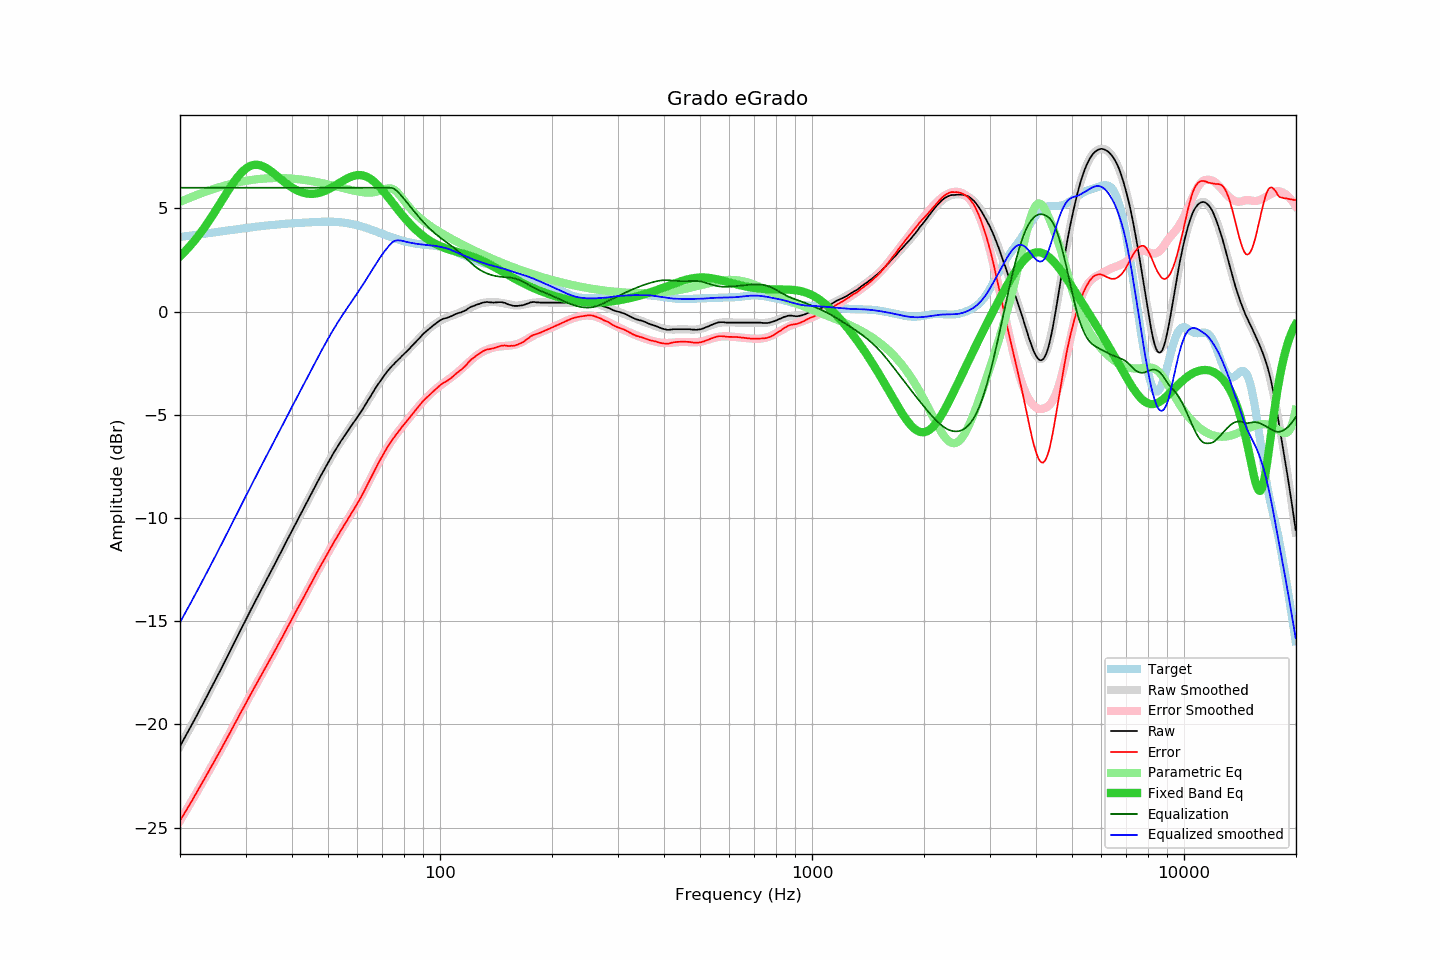 Grado eGrado
5
0
−5
−10
−15
−20
−25
Amplitude (dBr)
100
1000
10000
Frequency (Hz)
Target
Raw Smoothed
Error Smoothed
Raw
Error
Parametric Eq
Fixed Band Eq
Equalization
Equalized smoothed